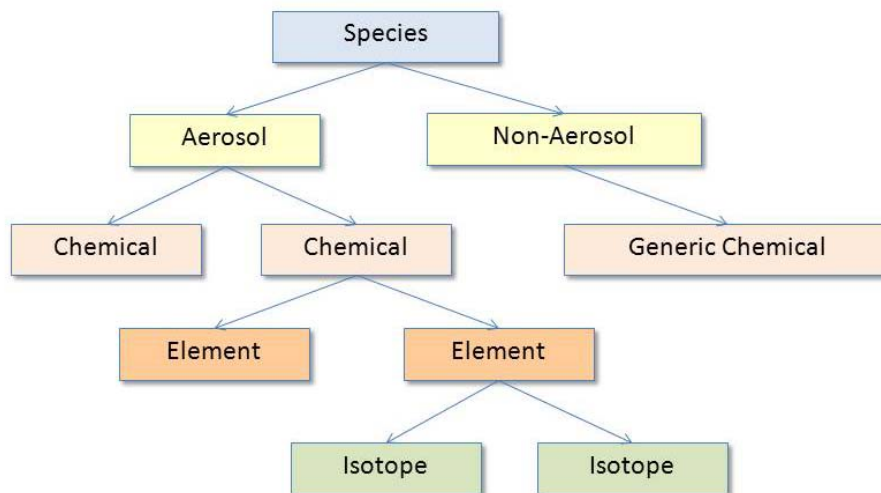 Species
Aerosol
Non-Aerosol
Chemical
Chemical
Generic Chemical
Element
Element
Isotope
Isotope